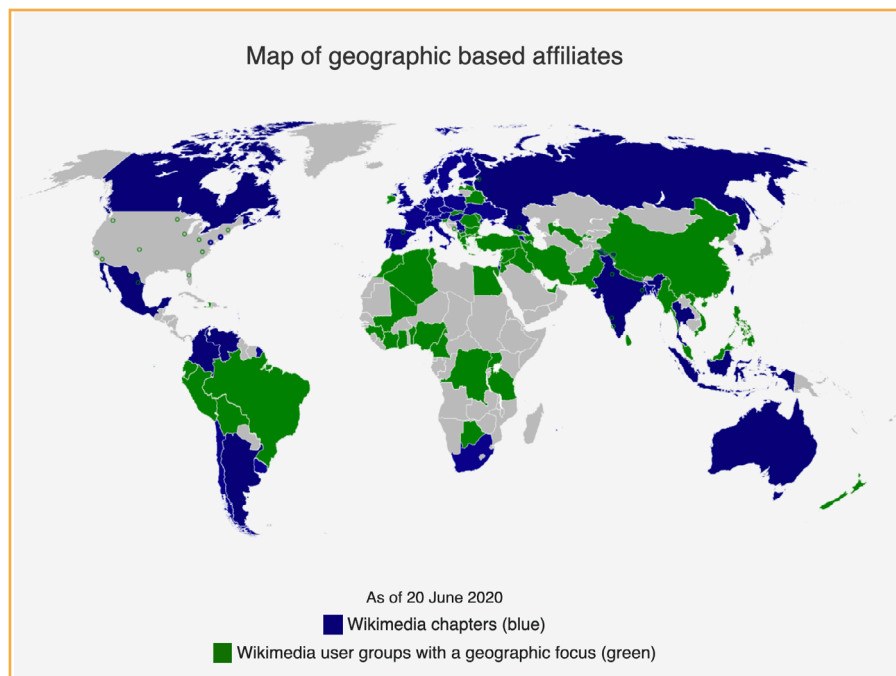 Map of geographic based affiliates
As of 20 June 2020
Wikimedia chapters (blue)
Wikimedia user groups with a geographic focus (green)